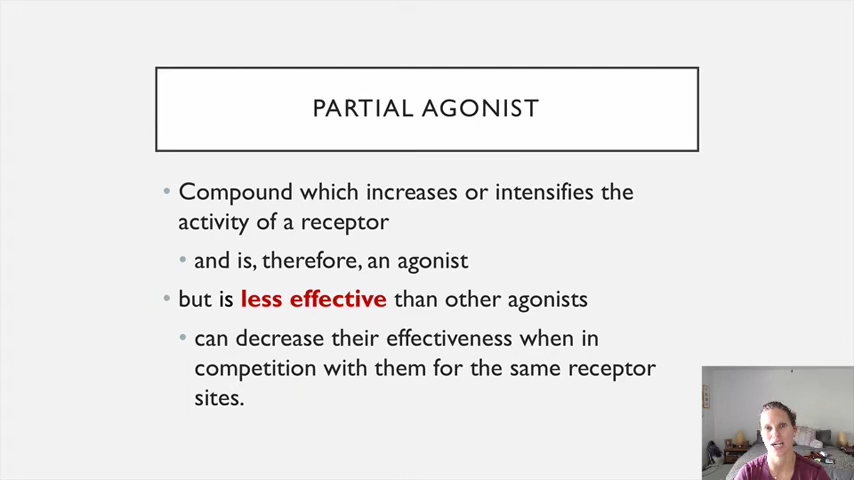 PARTIAL AGONIST
• Compound which increases or intensifies the
activity of a receptor
• and is, therefore, an agonist
• but is less effective than other agonists
• can decrease their effectiveness when in
competition with them for the same receptor
sites.